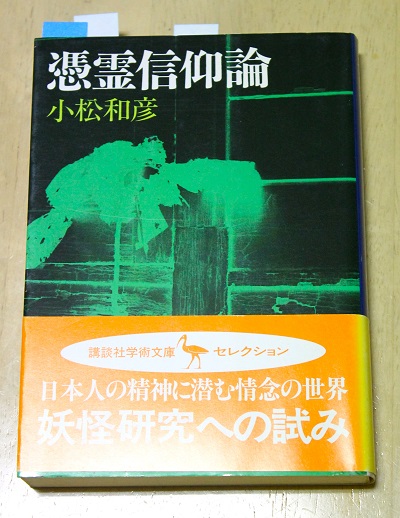 憑霊信仰論
小松和彦
講談社学術文庫 セレクション
日本人の精神に潜む情念の世界
妖怪研究への試み